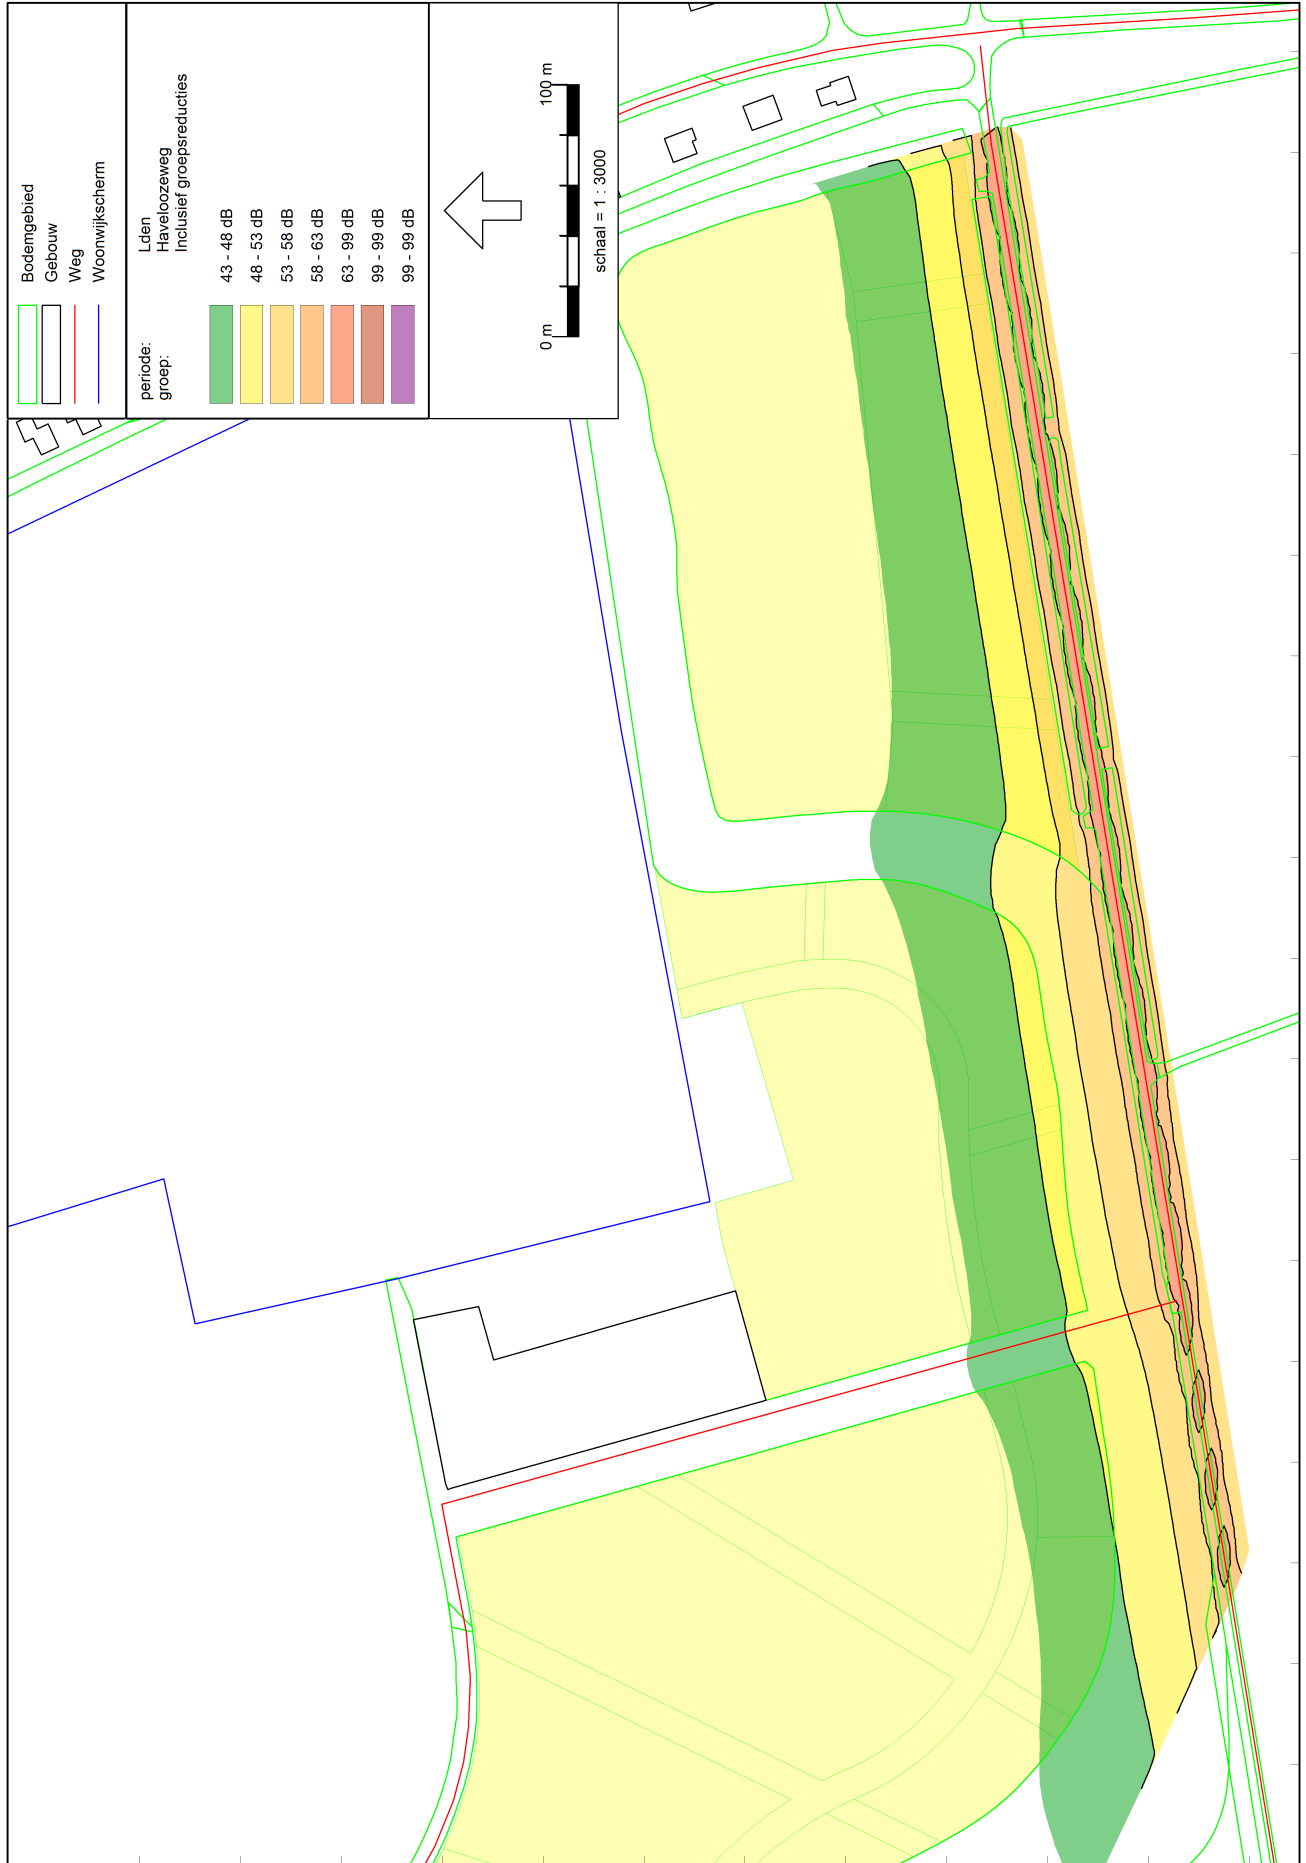 Bodemgebied
Gebouw
Weg
Woonwijkscherm
periode: Lden
groep: Haveloozeweg
Inclusief groepsreducties
43 - 48 dB
48 - 53 dB
53 - 58 dB
58 - 63 dB
63 - 99 dB
99 - 99 dB
99 - 99 dB
0 m 100 m
schaal = 1 : 3000